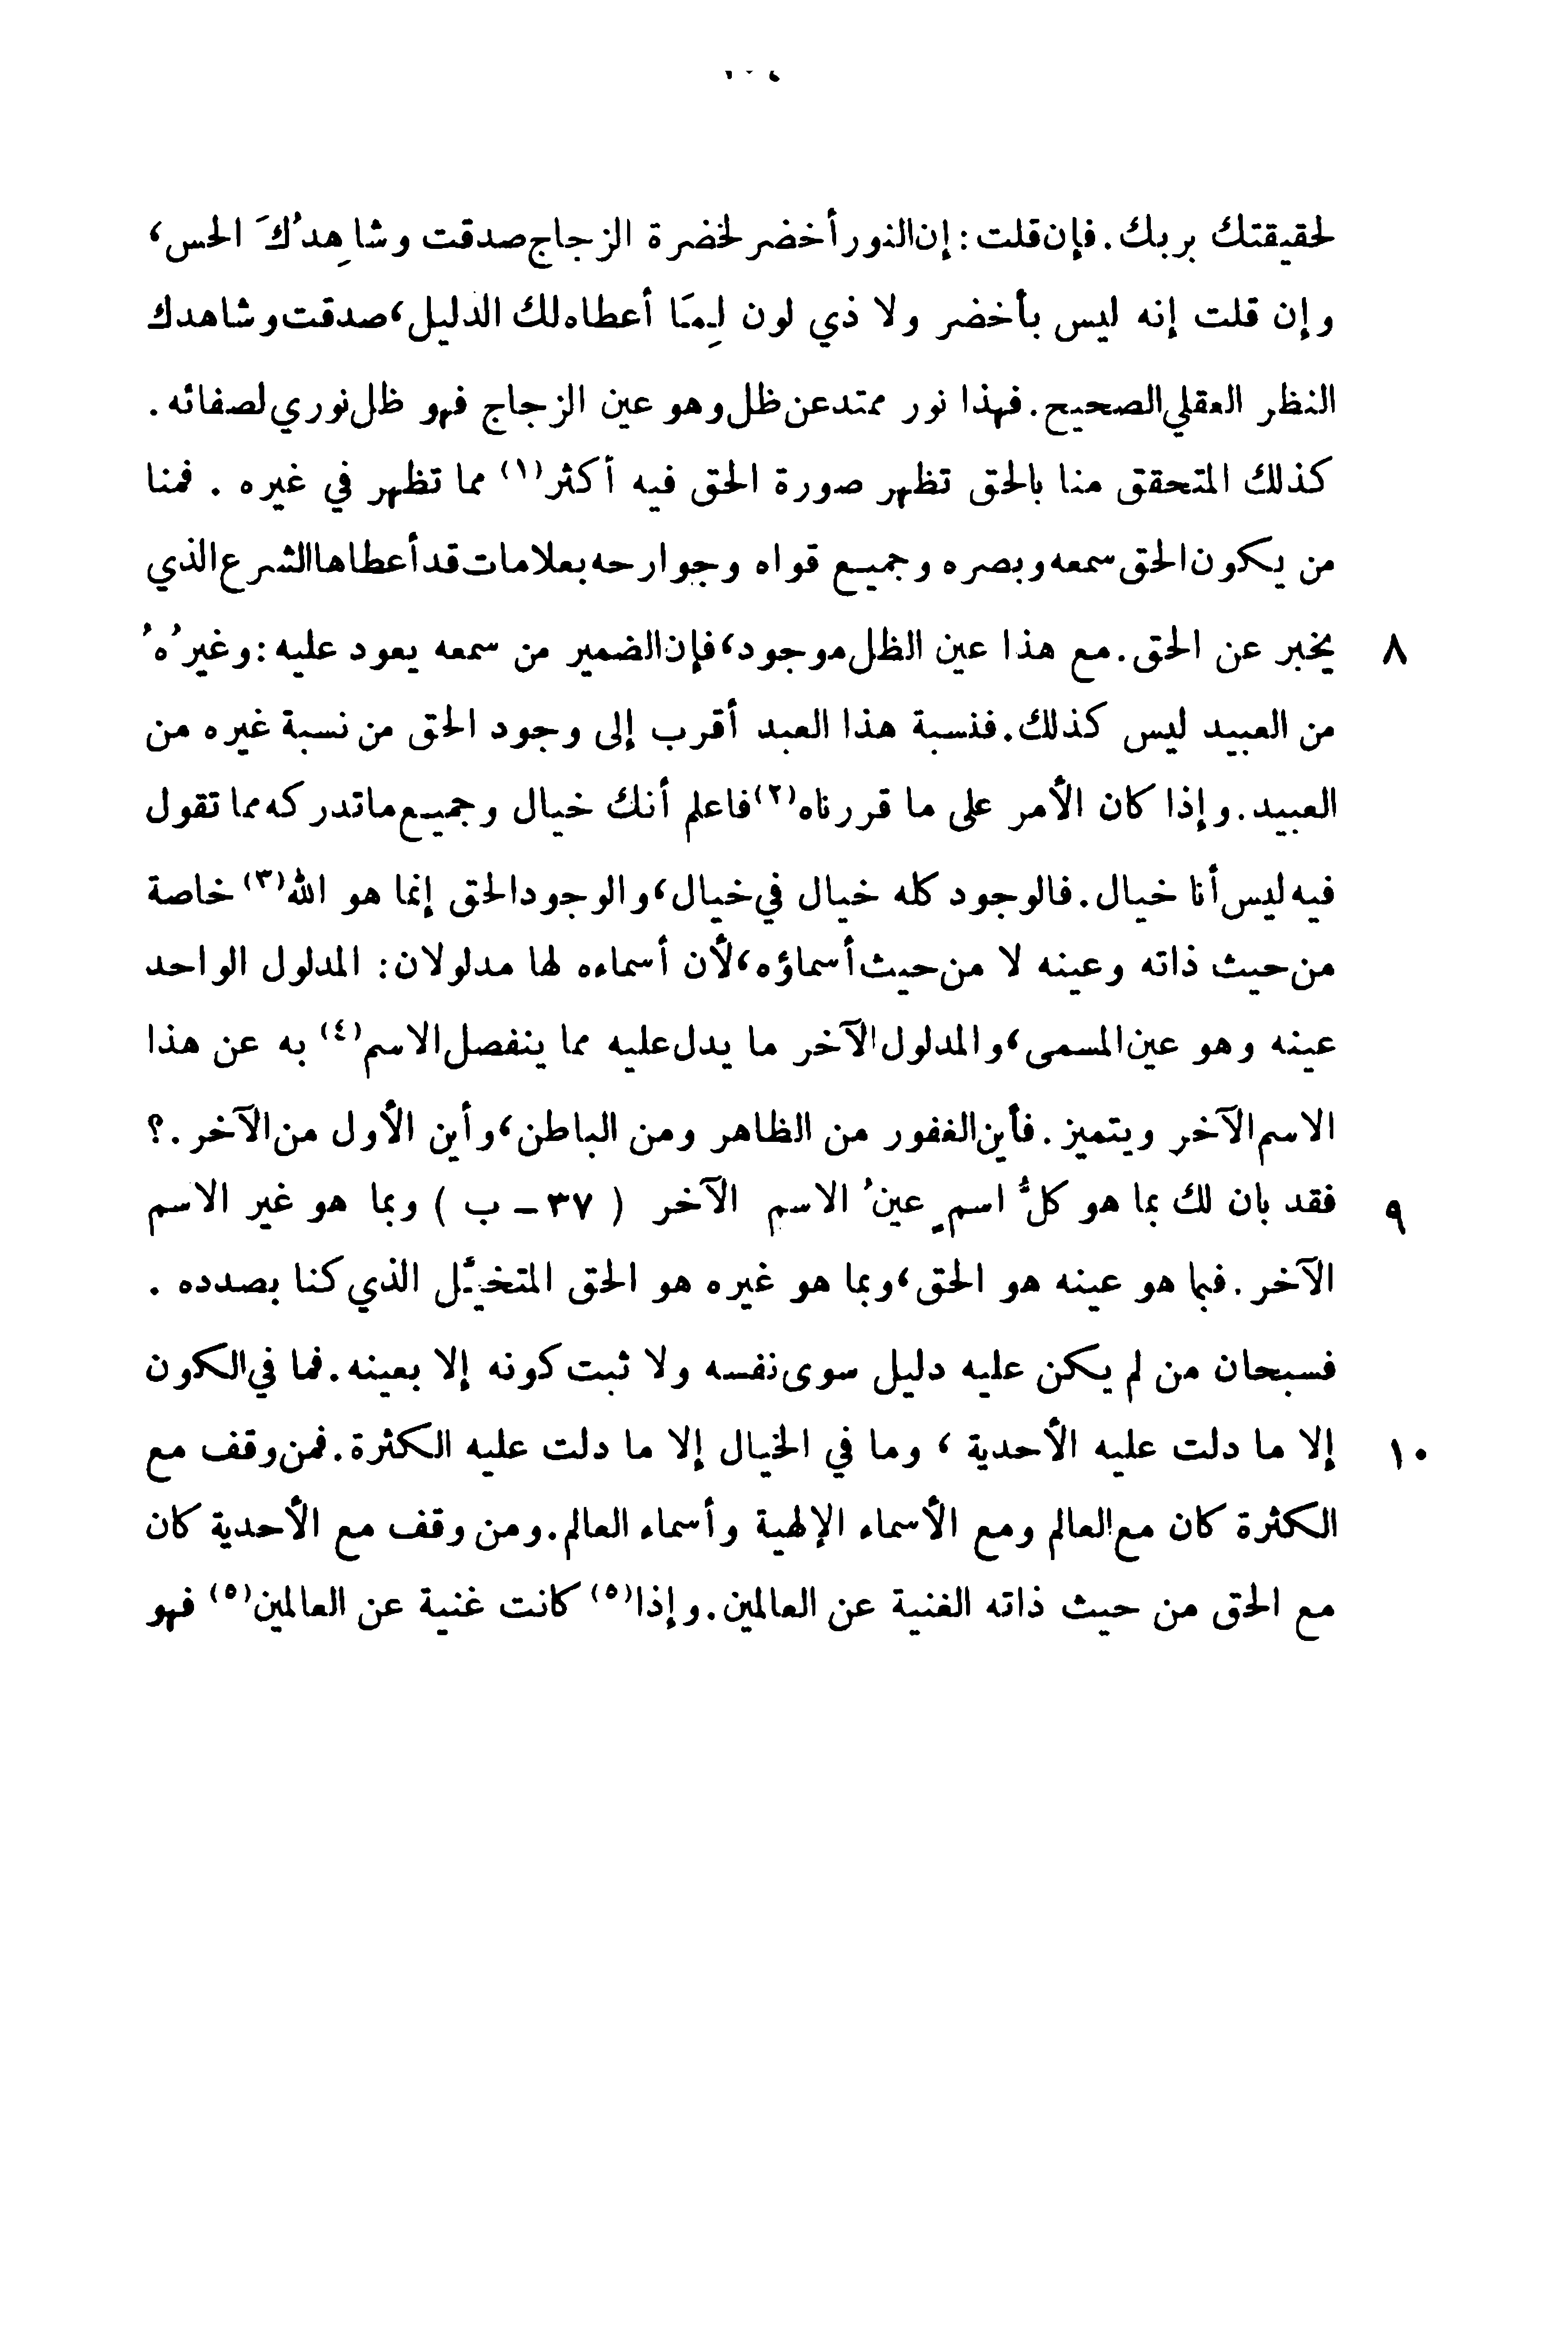 لحقيقتك بربك. فإن قلت: إن النور أخضر لخضرة الزجاج صدقت وشاهِدُكَ الحس،
وإن قلت إنه ليس بأخضر ولا ذي لون لِمَا أعطاه لك الدليل، صدقت وشاهدك
النظر العقلي الصحيح. فهذا نور ممتد عن ظل وهو عين الزجاج فهو ظل نوري لصفائه.
كذلك المتحقق منا بالحق تظهر صورة الحق فيه أكثر(١) مما تظهر في غيره. فمنا
من يكون الحق سمعه وبصره وجميع قواه وجوارحه بعلامات قد أعطاها الشرع الذي
٨ يخبر عن الحق. مع هذا عين الظل موجود، فإن الضمير من سمعه يعود عليه: وغيرُهُ
من العبيد ليس كذلك. فنسبة هذا العبد أقرب إلى وجود الحق من نسبة غيره من
العبيد. وإذا كان الأمر على ما قررناه(٢) فاعلم أنك خيال وجميع ما تدركه مما تقول
فيه ليس أنا خيال. فالوجود كله خيال في خيال، والوجود الحق إنما هو الله(٣) خاصة
من حيث ذاته وعينه لا من حيث أسماؤه، لأن أسماءه لها مدلولان: المدلول الواحد
عينه وهو عين المسمى، والمدلول الآخر ما يدل عليه مما ينفصل الاسم(٤) به عن هذا
الاسم الآخر ويتميز. فأين الغفور من الظاهر ومن الباطن، وأين الأول من الآخر.؟
٩ فقد بان لك بما هو كلُّ اسمٍ عينُ الاسم الآخر (٣٧ – ب) وبما هو غير الاسم
الآخر. فبما هو عينه هو الحق، وبما هو غيره هو الحق المتخيَّل الذي كنا بصدده.
فسبحان من لم يكن عليه دليل سوى نفسه ولا ثبت كونه إلا بعينه. فما في الكون
١٠ إلا ما دلت عليه الأحدية، وما في الخيال إلا ما دلت عليه الكثرة. فمن وقف مع
الكثرة كان مع العالم ومع الأسماء الإلهية وأسماء العالم. ومن وقف مع الأحدية كان
مع الحق من حيث ذاته الغنية عن العالمين. وإذا(٥) كانت غنية عن العالمين(٥) فهو